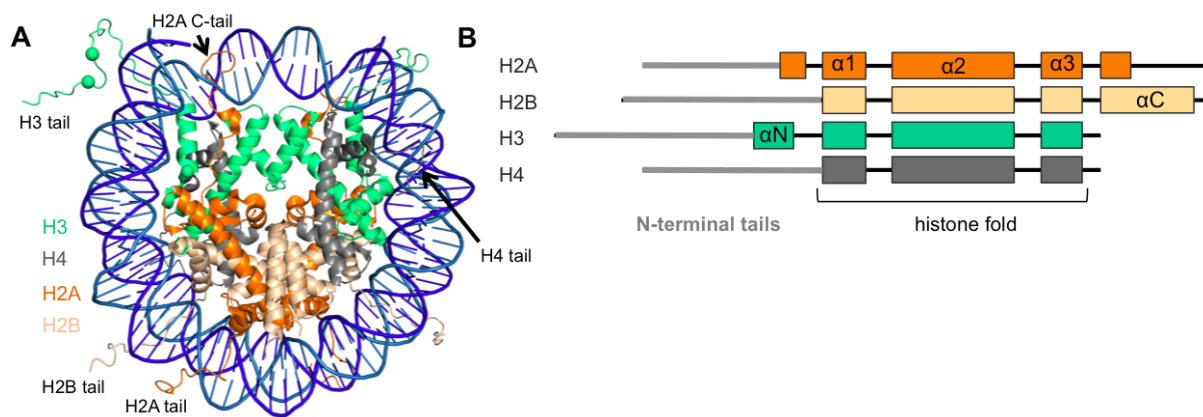 A
H2A C-tail
H3 tail
H3
H4
H2A
H2B
H2B tail
H2A tail
H4 tail
B
H2A
α1
α2
α3
H2B
αC
H3
αN
H4
N-terminal tails
histone fold